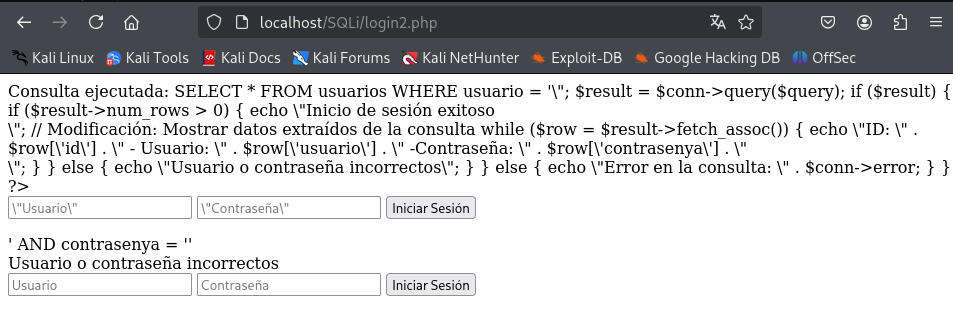 localhost/SQLi/login2.php
Kali Linux Kali Tools Kali Docs Kali Forums Kali NetHunter Exploit-DB Google Hacking DB OffSec
Consulta ejecutada: SELECT * FROM usuarios WHERE usuario = '\"; $result = $conn->query($query); if ($result) {
if ($result->num_rows > 0) { echo \"Inicio de sesión exitoso
\"; // Modificación: Mostrar datos extraídos de la consulta while ($row = $result->fetch_assoc()) { echo \"ID: \" .
$row[\'id\'] . \" - Usuario: \" . $row[\'usuario\'] . \" -Contraseña: \" . $row[\'contrasenya\'] . \"
\"; } } else { echo \"Usuario o contraseña incorrectos\"; } } else { echo \"Error en la consulta: \" . $conn->error; } }
?>
\"Usuario\" \"Contraseña\" Iniciar Sesión
' AND contrasenya = ''
Usuario o contraseña incorrectos
Usuario Contraseña Iniciar Sesión